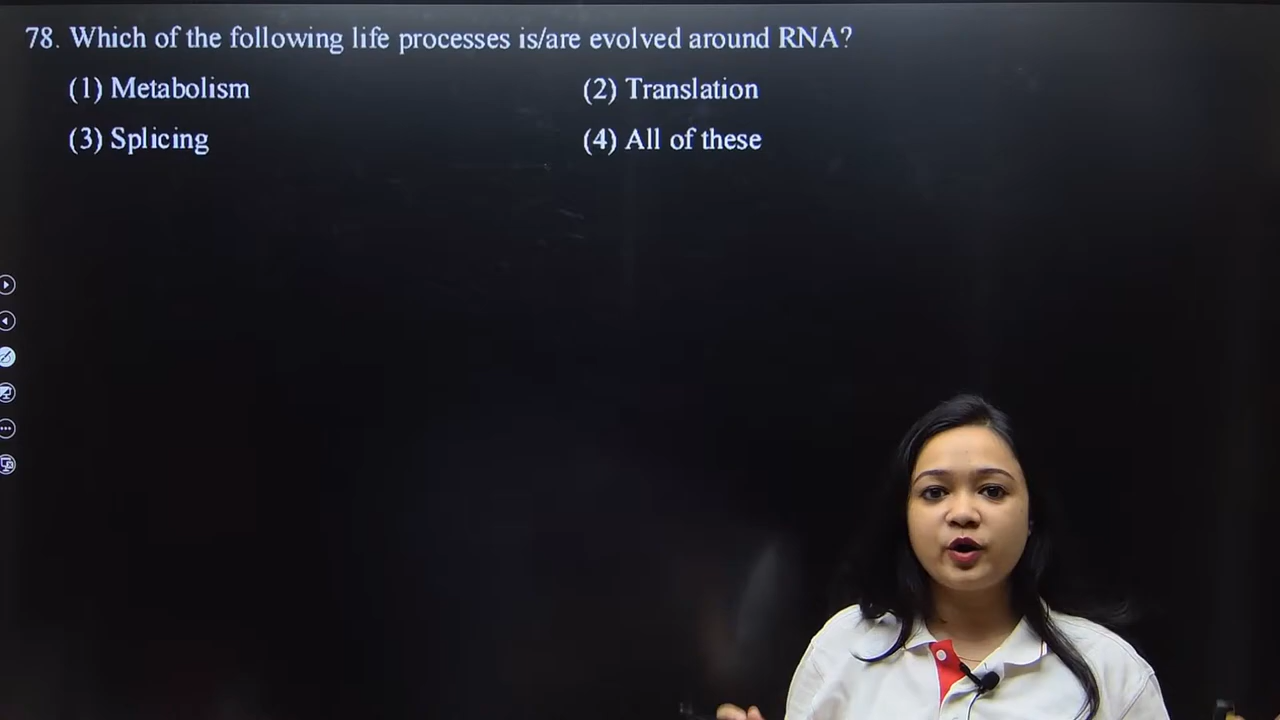 78. Which of the following life processes is/are evolved around RNA?
(1) Metabolism (2) Translation
(3) Splicing (4) All of these